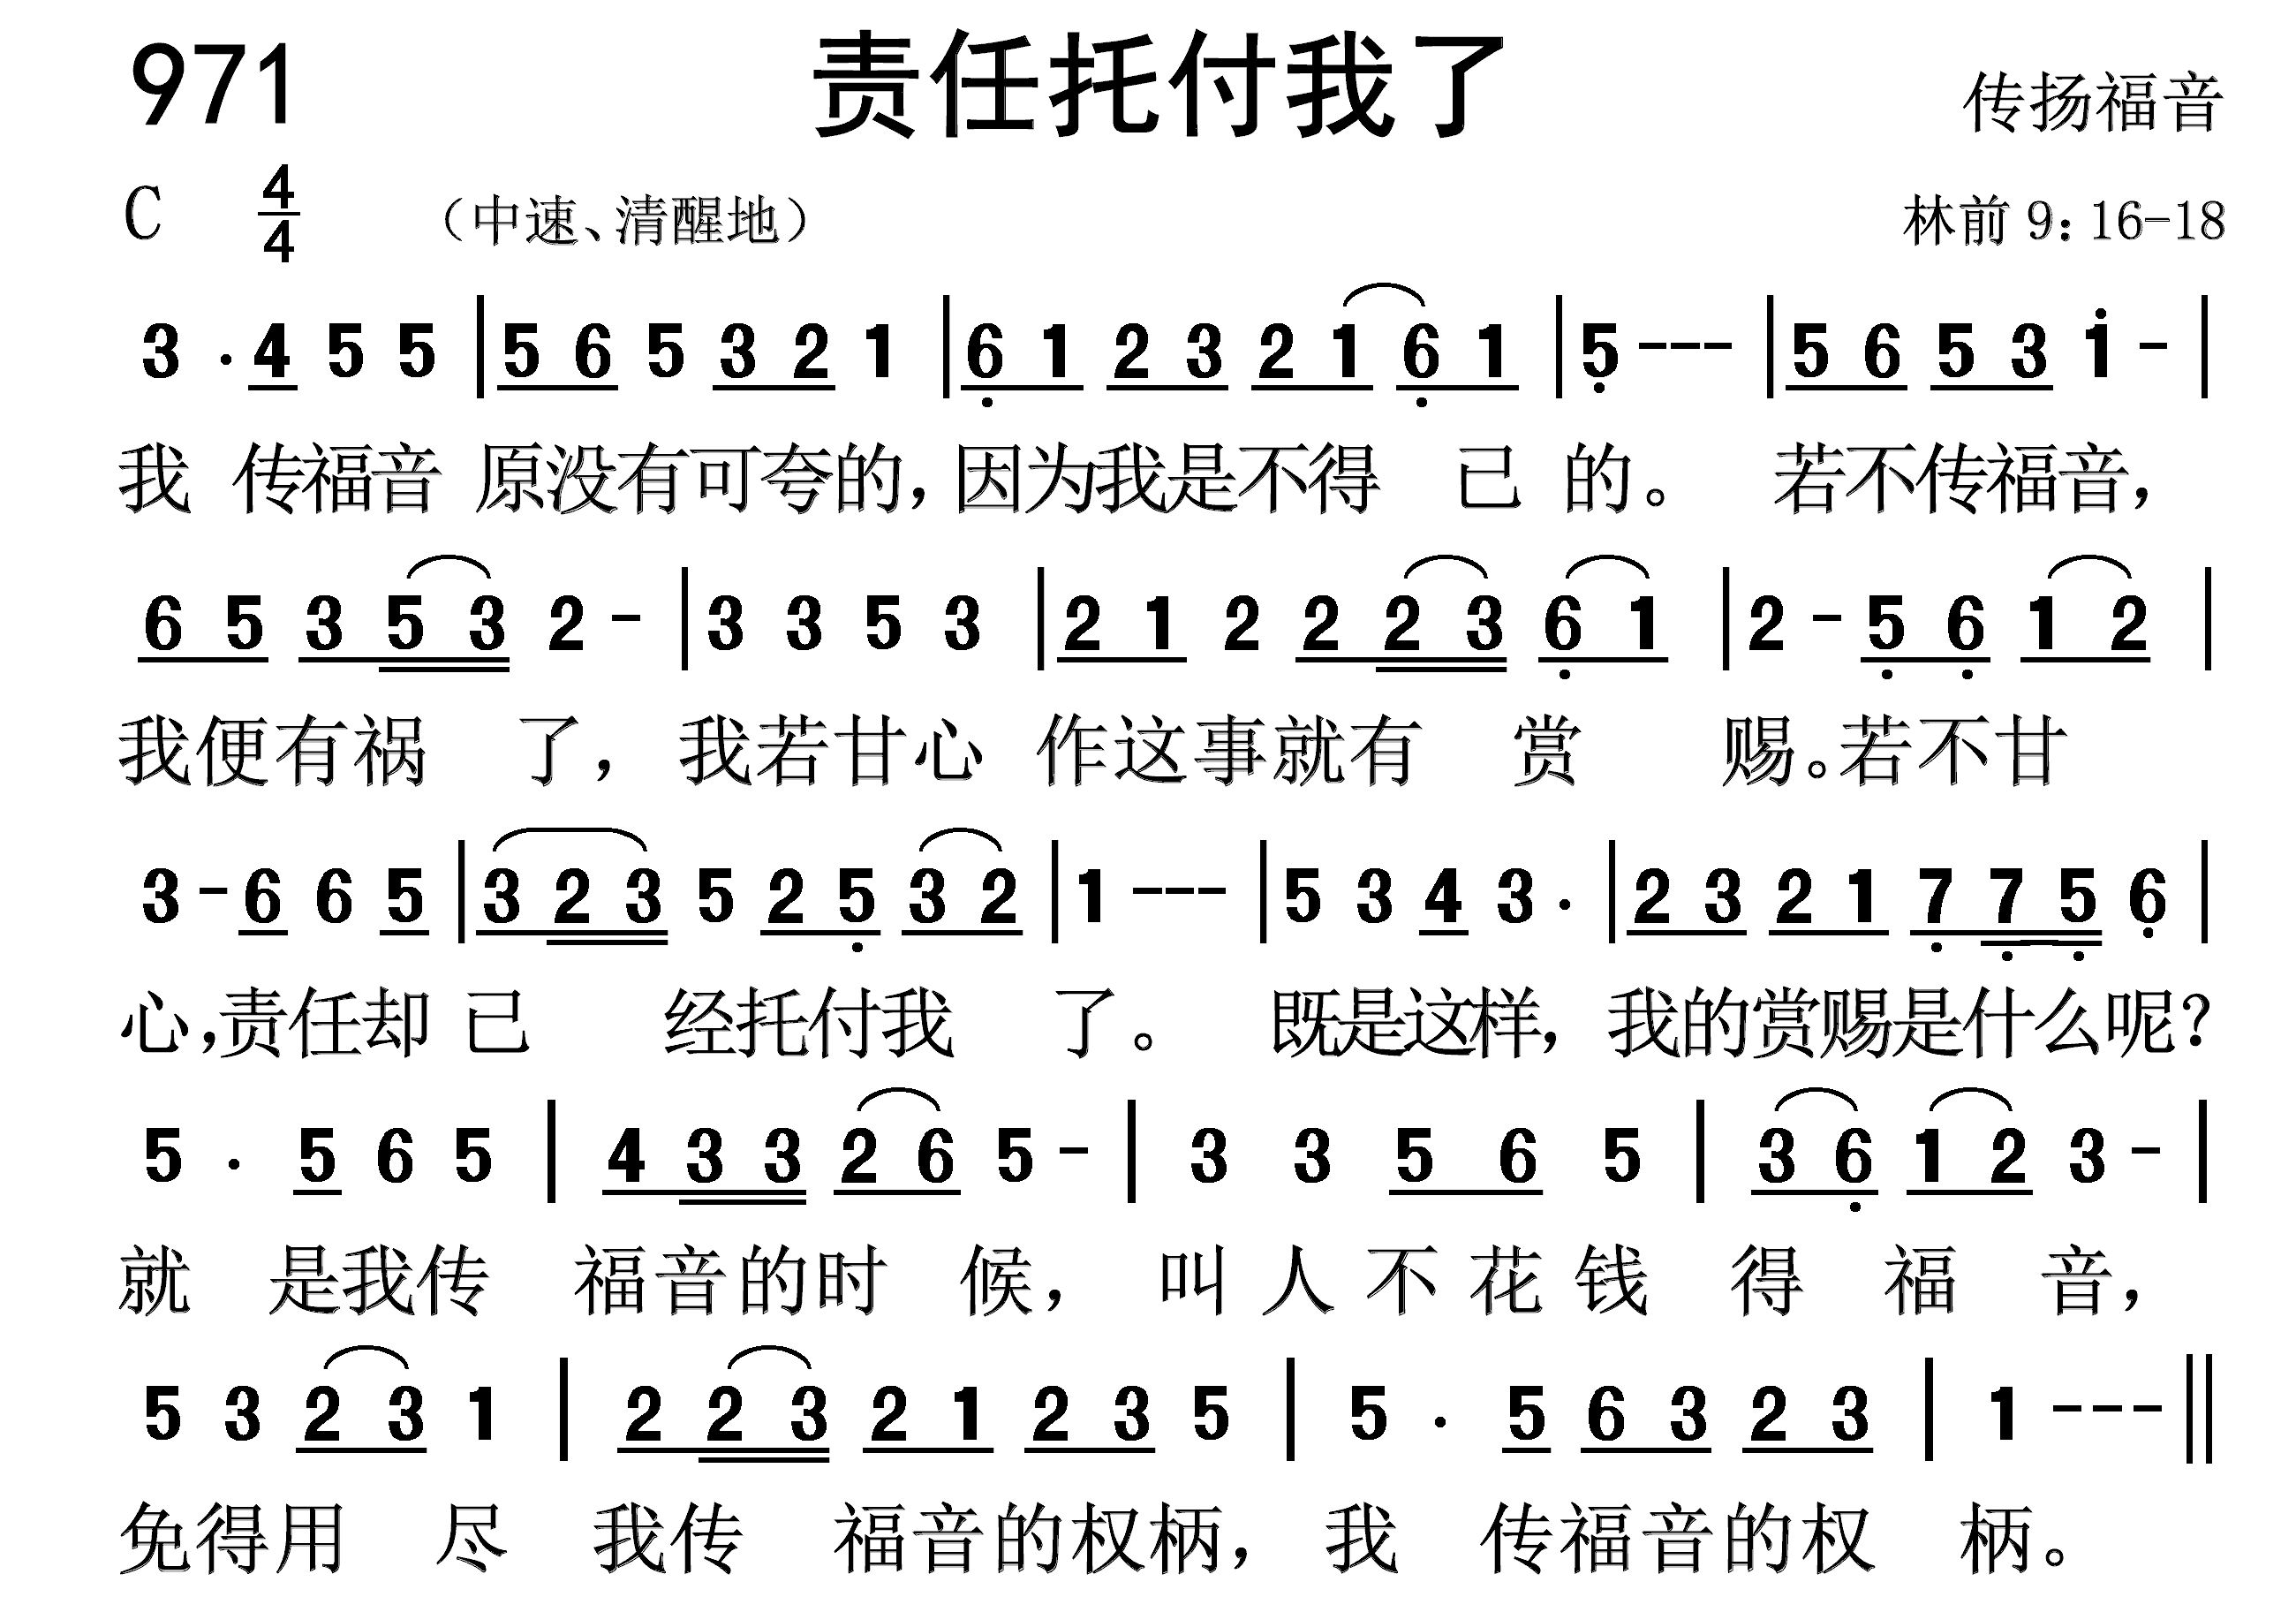 971 责任托付我了 传扬福音
C 4/4 （中速、清醒地） 林前 9：16-18
3 . 4 5 5 | 5 6 5 3 2 1 | 6 1 2 3 2 1 6 1 | 5 - - - | 5 6 5 3 1 - |
我 传福音 原没有可夸的，因为我是不得 已 的。 若不传福音，
6 5 3 5 3 2 - | 3 3 5 3 | 2 1 2 2 2 3 6 1 | 2 - 5 6 1 2 |
我便有祸 了，我若甘心 作这事就有 赏 赐。若不甘
3 - 6 6 5 | 3 2 3 5 2 5 3 2 | 1 - - - | 5 3 4 3 . | 2 3 2 1 7 7 5 6 |
心，责任却 已 经托付我 了。 既是这样，我的赏赐是什么呢？
5 . 5 6 5 | 4 3 3 2 6 5 - | 3 3 5 6 5 | 3 6 1 2 3 - |
就 是我传 福音的时 候，叫人不花钱 得 福 音，
5 3 2 3 1 | 2 2 3 2 1 2 3 5 | 5 . 5 6 3 2 3 | 1 - - - ||
免得用 尽 我传 福音的权柄，我 传福音的权 柄。